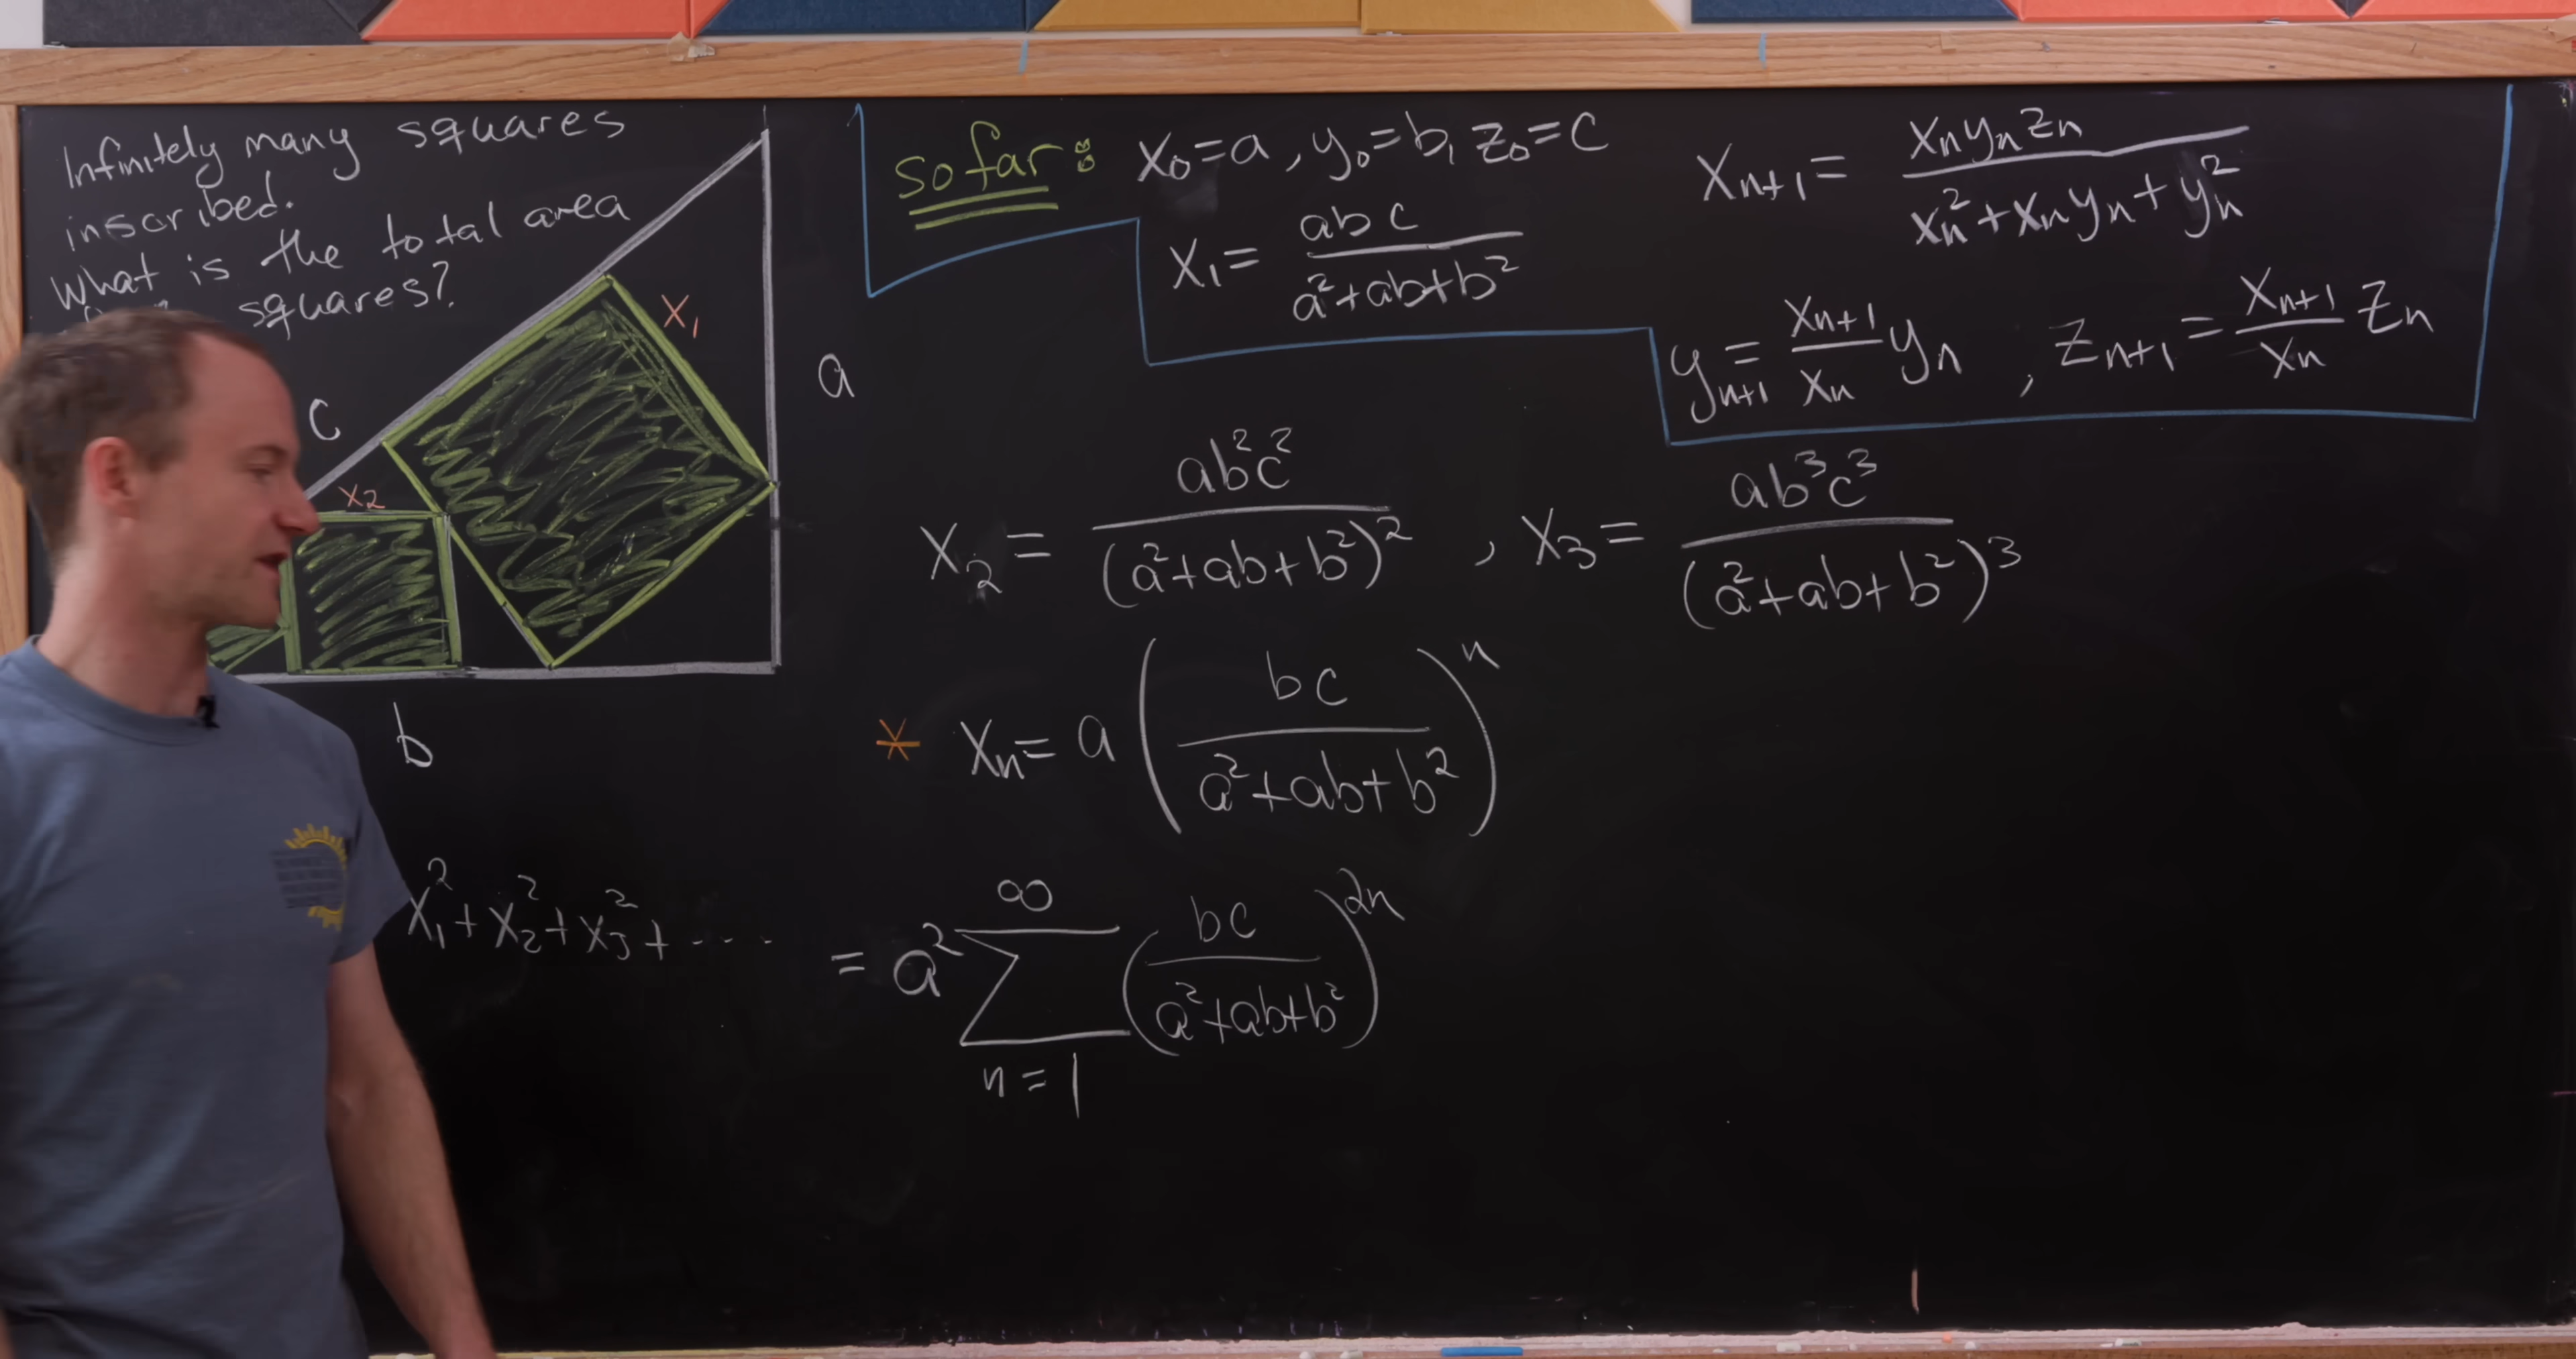 Infinitely many squares
inscribed.
What is the total area
squares?
c
x₁
a
x₂
b
so far: x₀=a, y₀=b, z₀=c
x₁ = abc / (a²+ab+b²)
xₙ₊₁ = xₙyₙzₙ / (xₙ²+xₙyₙ+yₙ²)
yₙ₊₁ = (xₙ₊₁/xₙ) yₙ , zₙ₊₁ = (xₙ₊₁/xₙ) zₙ
x₂ = ab²c² / (a²+ab+b²)² , x₃ = ab³c³ / (a²+ab+b²)³
* xₙ = a (bc / (a²+ab+b²))ⁿ
x₁² + x₂² + x₃² + ···· = a² ∑ₙ₌₁^∞ (bc / (a²+ab+b²))²ⁿ